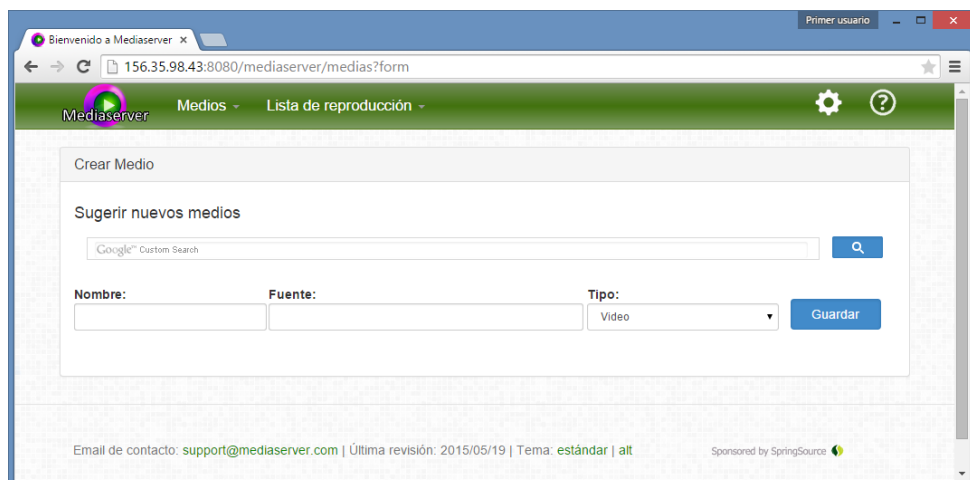 Primer usuario
Bienvenido a Mediaserver
156.35.98.43:8080/mediaserver/medias?form
Mediaserver Medios Lista de reproducción ?
Crear Medio
Sugerir nuevos medios
Google™ Custom Search
Nombre: Fuente: Tipo:
Video Guardar
Email de contacto: support@mediaserver.com | Última revisión: 2015/05/19 | Tema: estándar | alt Sponsored by SpringSource